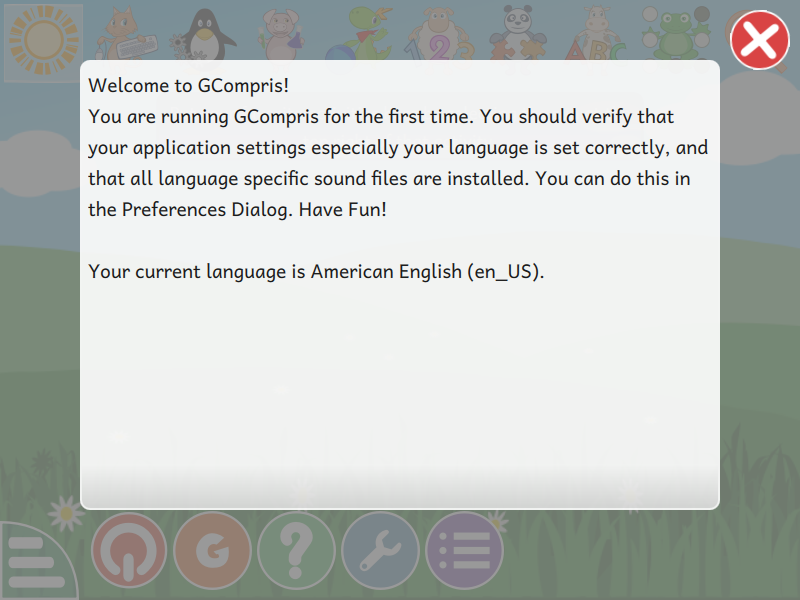 Welcome to GCompris!
You are running GCompris for the first time. You should verify that
your application settings especially your language is set correctly, and
that all language specific sound files are installed. You can do this in
the Preferences Dialog. Have Fun!
Your current language is American English (en_US).
1 2
A B C
G
?